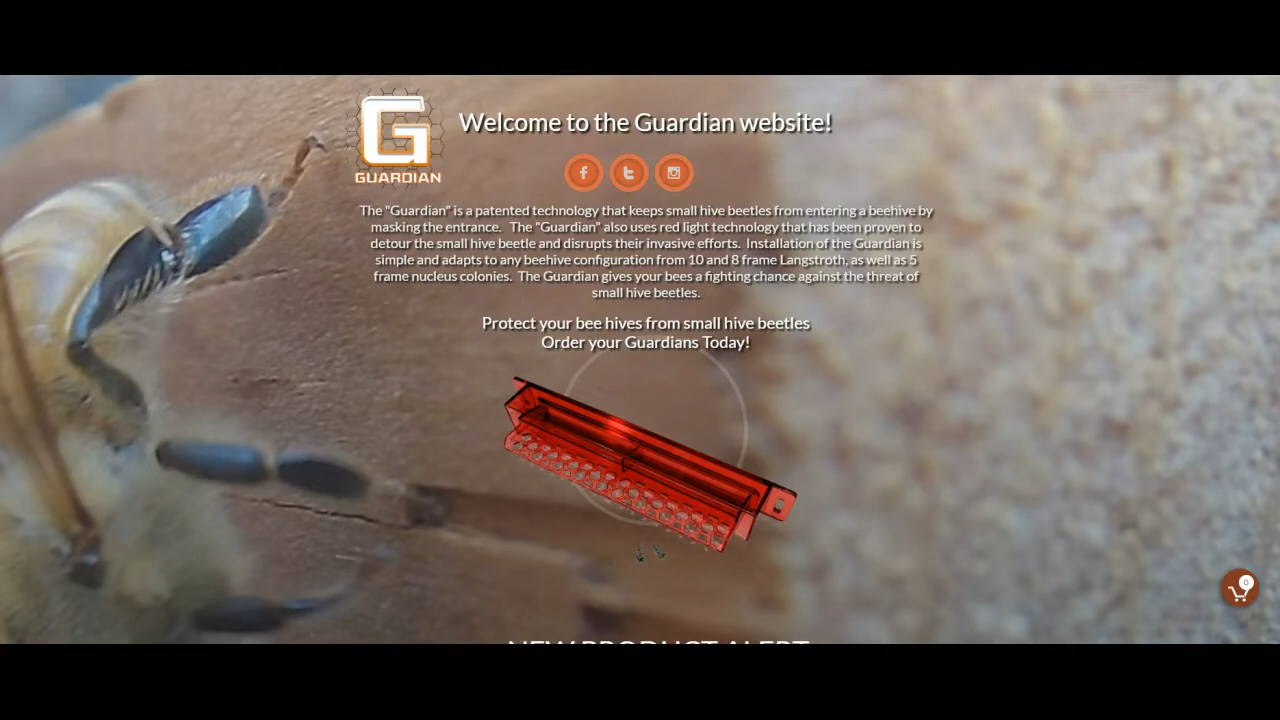 G
GUARDIAN
Welcome to the Guardian website!
The "Guardian" is a patented technology that keeps small hive beetles from entering a beehive by
masking the entrance.   The "Guardian" also uses red light technology that has been proven to
detour the small hive beetle and disrupts their invasive efforts.  Installation of the Guardian is
simple and adapts to any beehive configuration from 10 and 8 frame Langstroth, as well as 5
frame nucleus colonies.  The Guardian gives your bees a fighting chance against the threat of
small hive beetles.
Protect your bee hives from small hive beetles
Order your Guardians Today!
0
NEW PRODUCT ALERT